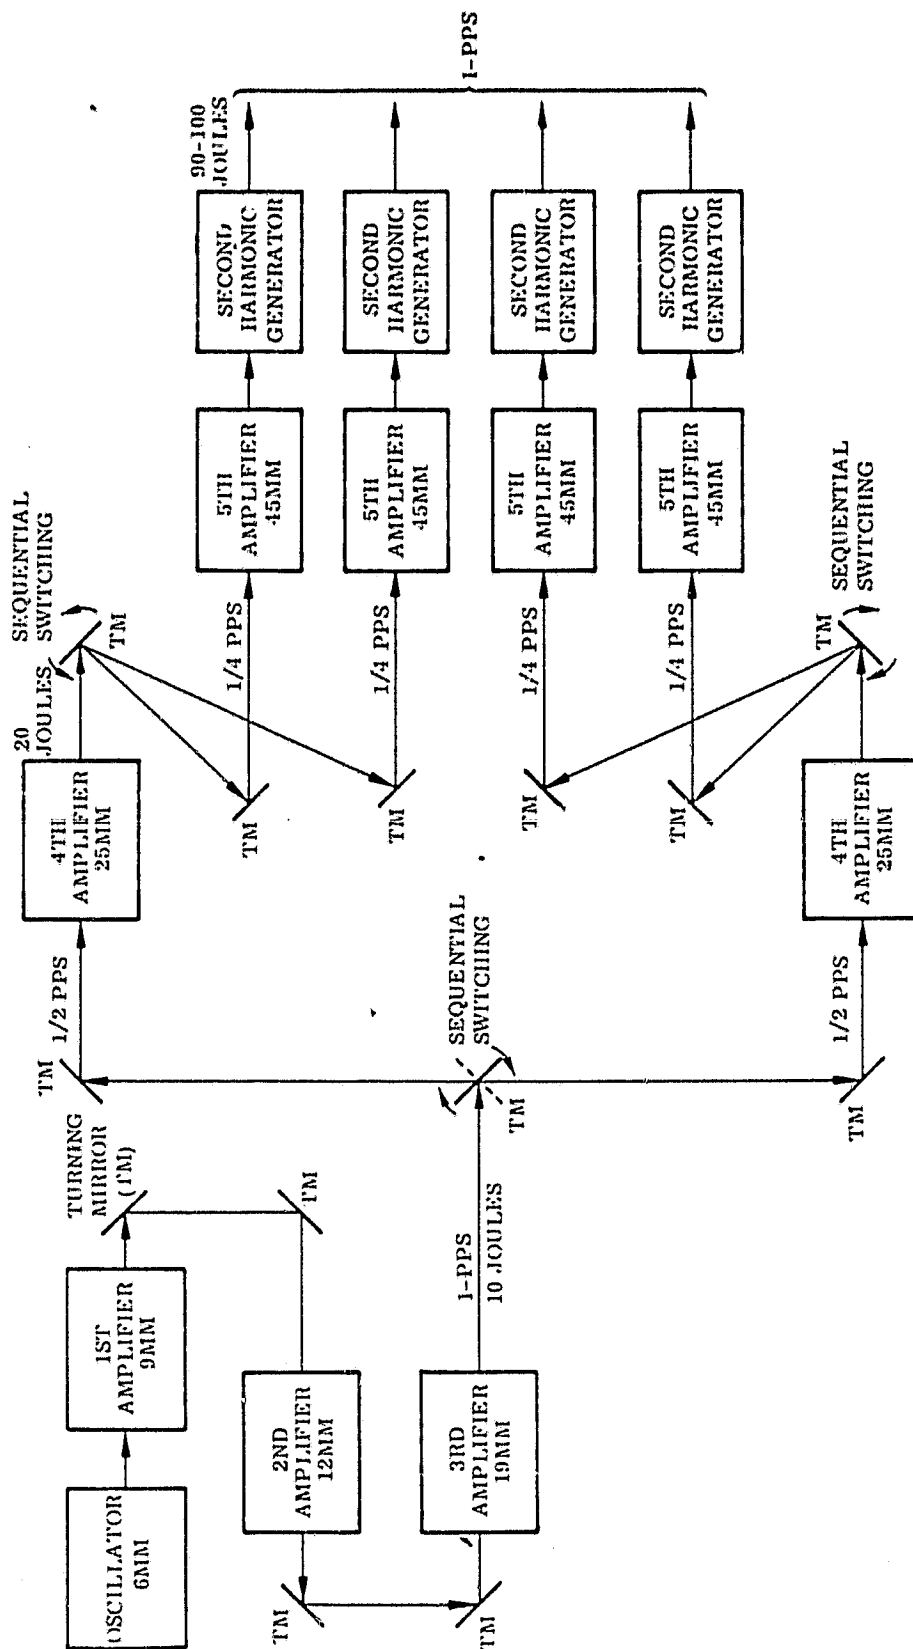 OSCILLATOR
6MM
1ST
AMPLIFIER
9MM
TURNING
MIRROR
(TM)
TM
2ND
AMPLIFIER
12MM
TM
TM
3RD
AMPLIFIER
19MM
1-PPS
10 JOULES
TM
SEQUENTIAL
SWITCHING
TM
1/2 PPS
4TH
AMPLIFIER
25MM
20
JOULES
SEQUENTIAL
SWITCHING
TM
TM
1/4 PPS
5TH
AMPLIFIER
45MM
SECOND
HARMONIC
GENERATOR
90-100
JOULES
TM
1/4 PPS
5TH
AMPLIFIER
45MM
SECOND
HARMONIC
GENERATOR
1-PPS
TM
1/4 PPS
5TH
AMPLIFIER
45MM
SECOND
HARMONIC
GENERATOR
TM
1/4 PPS
5TH
AMPLIFIER
45MM
SECOND
HARMONIC
GENERATOR
TM
1/2 PPS
4TH
AMPLIFIER
25MM
TM
SEQUENTIAL
SWITCHING